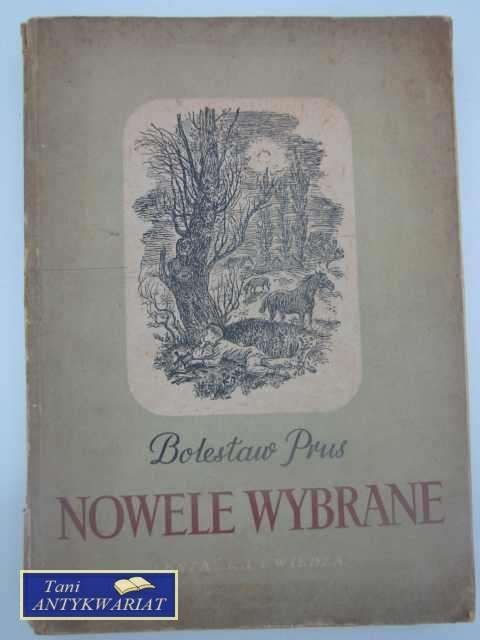 Bolesław Prus
NOWELE WYBRANE
Tani
ANTYKWARIAT